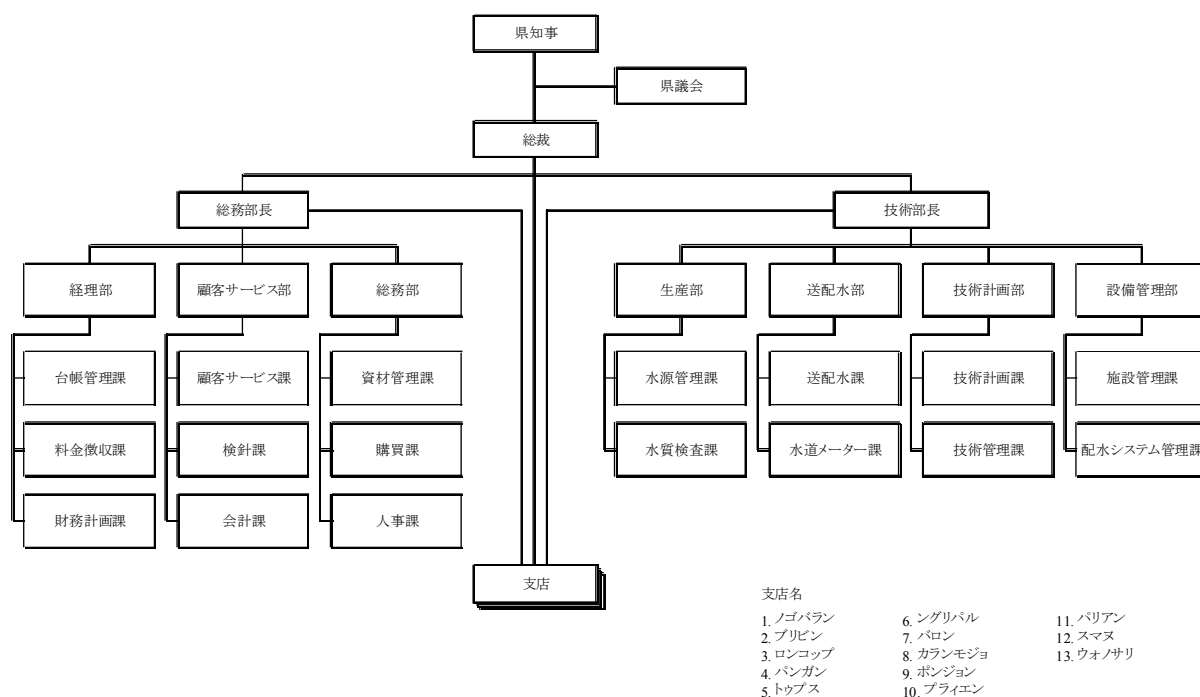 県知事
県議会
総裁
総務部長
技術部長
経理部
顧客サービス部
総務部
生産部
送配水部
技術計画部
設備管理部
台帳管理課
顧客サービス課
資材管理課
水源管理課
送配水課
技術計画課
施設管理課
料金徴収課
検針課
購買課
水質検査課
水道メーター課
技術管理課
配水システム管理課
財務計画課
会計課
人事課
支店
支店名
1. ノゴバラン
2. ブリビン
3. ロンコップ
4. パンガン
5. トゥプス
6. ングリパル
7. バロン
8. カランモジョ
9. ポンジョン
10. プライエン
11. パリアン
12. スマヌ
13. ウォノサリ